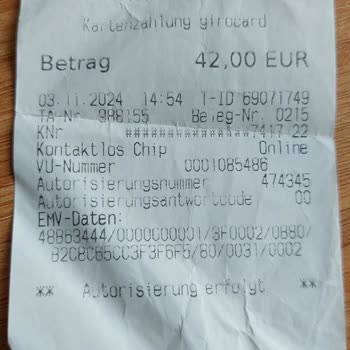 Kartenzahlung girocard
Betrag 42,00 EUR
03.11.2024 14:54 T-ID 69071749
TA-Nr 988155 Beleg-Nr. 0215
KNr ##############7417 22
Kontaktlos Chip Online
VU-Nummer 0001085486
Autorisierungsnummer 474345
Autorisierungsantwortcode 00
EMV-Daten:
48863444/0000000001/3F0002/0880/
B2C8CB5CC3F3F6F5/80/0031/0002
** Autorisierung erfolgt **